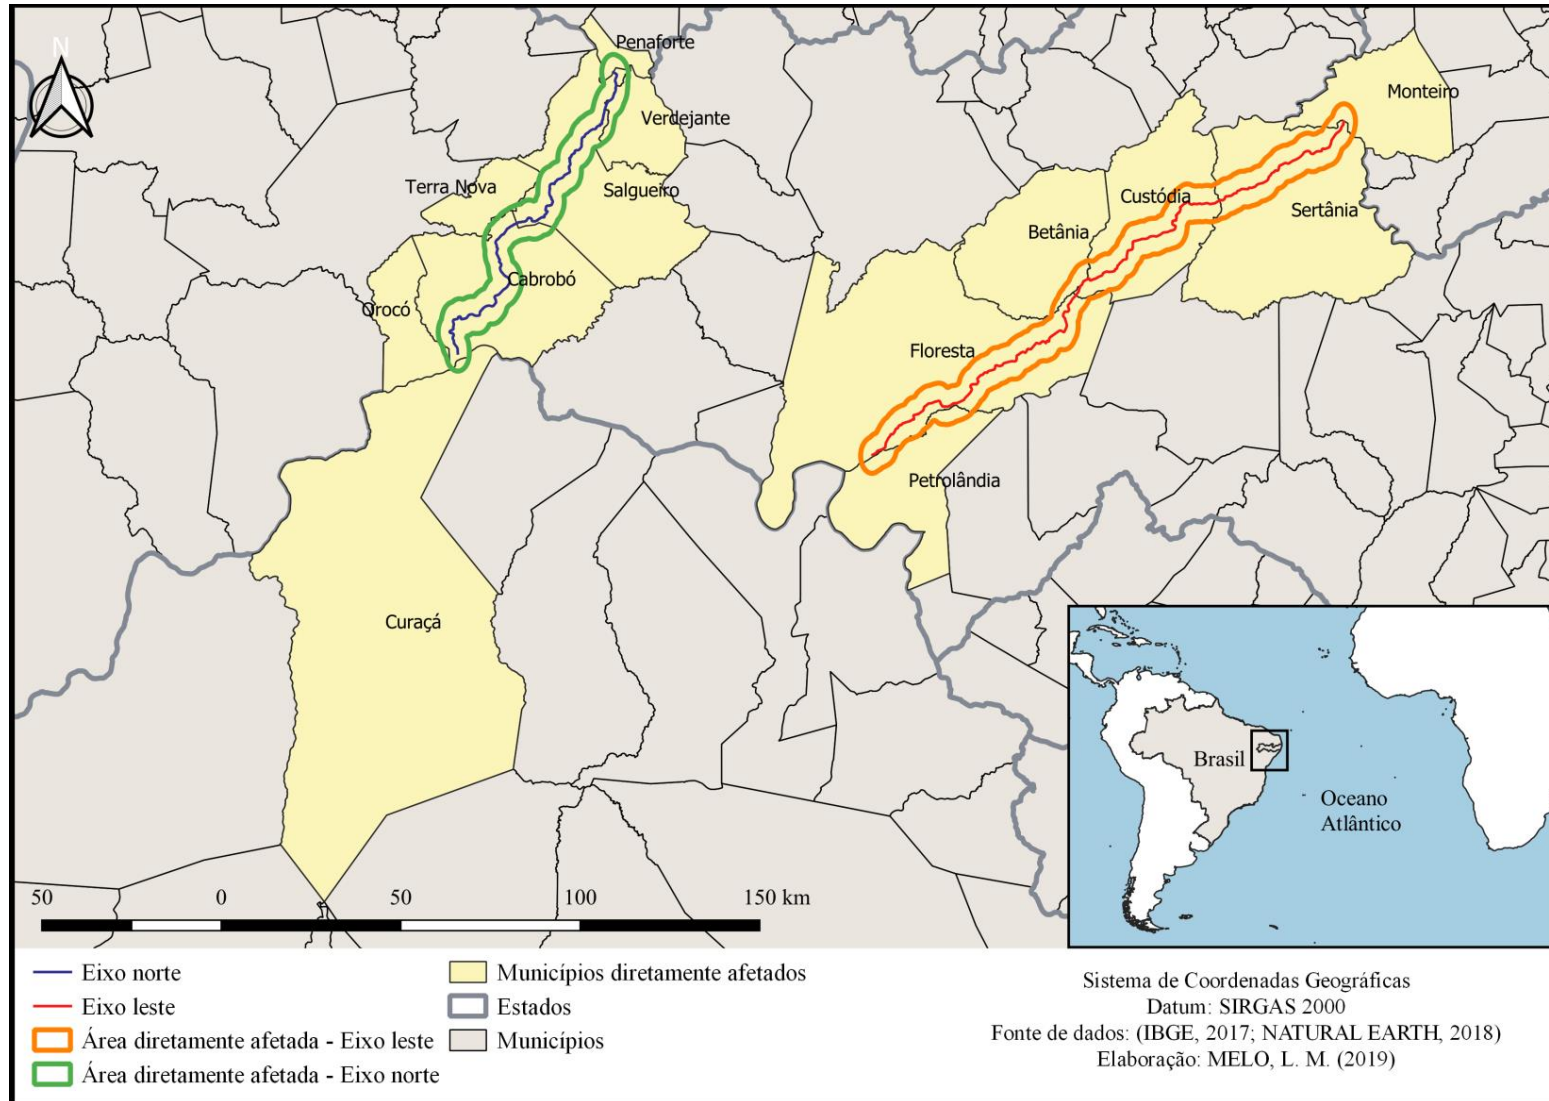 N
Penaforte
Monteiro
Verdejante
Terra Nova
Salgueiro
Custódia
Sertânia
Betânia
Cabrobó
Orocó
Floresta
Petrolândia
Curaçá
Brasil
Oceano
Atlântico
50 0 50 100 150 km
Eixo norte
Eixo leste
Área diretamente afetada - Eixo leste
Área diretamente afetada - Eixo norte
Municípios diretamente afetados
Estados
Municípios
Sistema de Coordenadas Geográficas
Datum: SIRGAS 2000
Fonte de dados: (IBGE, 2017; NATURAL EARTH, 2018)
Elaboração: MELO, L. M. (2019)